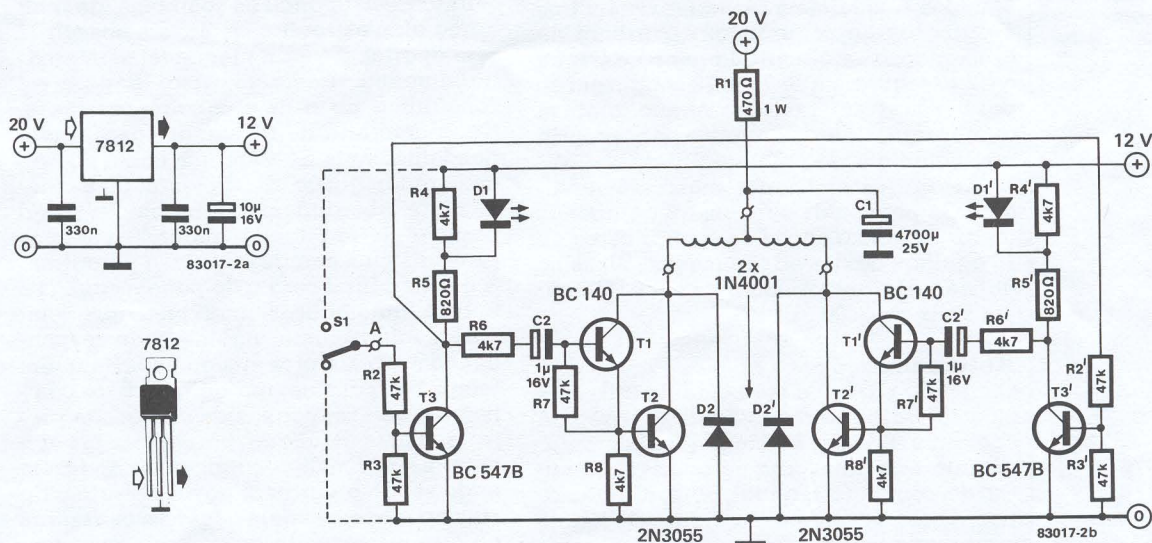 20 V
7812
12 V
330n
330n
10µ
16V
83017-2a
7812
20 V
R1
470Ω
1 W
12 V
R4
4k7
D1
D1'
R4'
4k7
C1
4700µ
25V
R5
820Ω
2x
1N4001
R5'
820Ω
S1
A
R6
4k7
C2
1µ
16V
BC 140
T1
BC 140
T1'
C2'
1µ
16V
R6'
4k7
R2
47k
R7
47k
R7'
47k
R2'
47k
T3
T2
D2
D2'
T2'
T3'
R3
47k
BC 547B
R8
4k7
R8'
4k7
BC 547B
R3'
47k
2N3055
2N3055
83017-2b
0
0
0